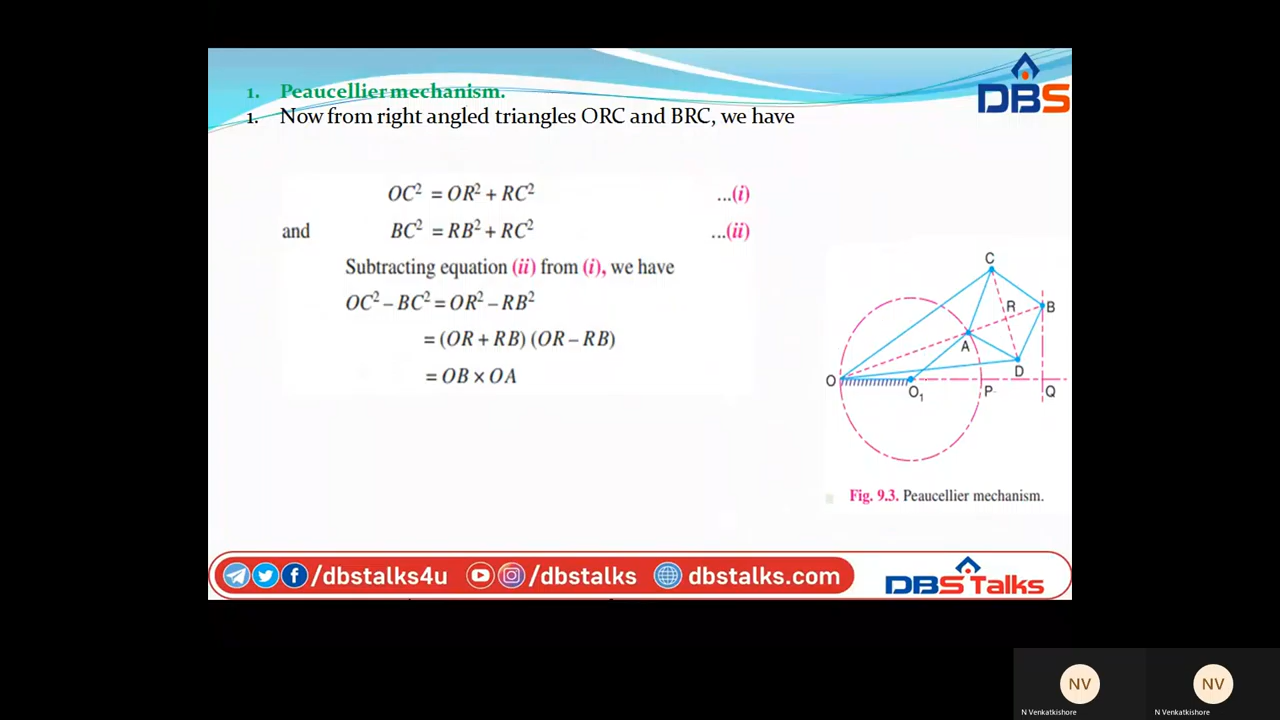 DBS
1. Peaucellier mechanism.
1. Now from right angled triangles ORC and BRC, we have
OC² = OR² + RC² ...(i)
and BC² = RB² + RC² ...(ii)
Subtracting equation (ii) from (i), we have
OC² – BC² = OR² – RB²
= (OR + RB) (OR – RB)
= OB × OA
C
R
B
A
D
O
O₁
P
Q
Fig. 9.3. Peaucellier mechanism.
/dbstalks4u /dbstalks dbstalks.com
DBS Talks
NV NV
N Venkatkishore N Venkatkishore